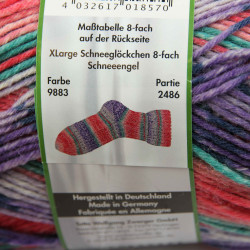 4 032617 018570
Maßtabelle 8-fach
auf der Rückseite
XLarge Schneeglöckchen 8-fach
Schneeengel
Farbe Partie
9883 2486
Hergestellt in Deutschland
Made in Germany
Fabriquée en Allemagne